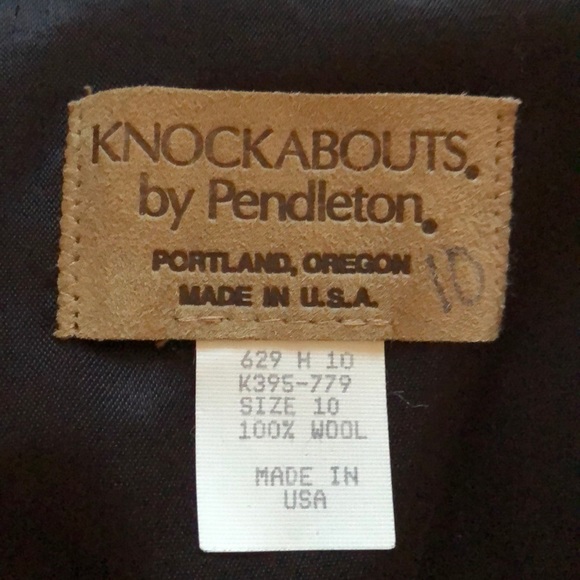 KNOCKABOUTS®
by Pendleton®
PORTLAND, OREGON
MADE IN U.S.A.
10
629 H 10
K395-779
SIZE 10
100% WOOL
MADE IN
USA